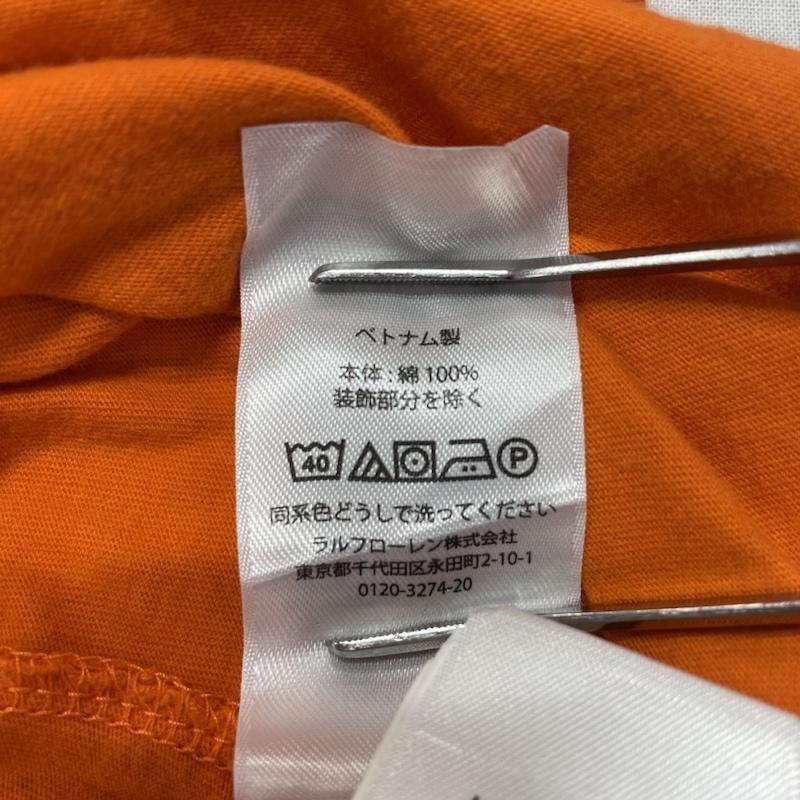 ベトナム製
本体:綿100%
装飾部分を除く
40 P
同系色どうしで洗ってください
ラルフローレン株式会社
東京都千代田区永田町2-10-1
0120-3274-20